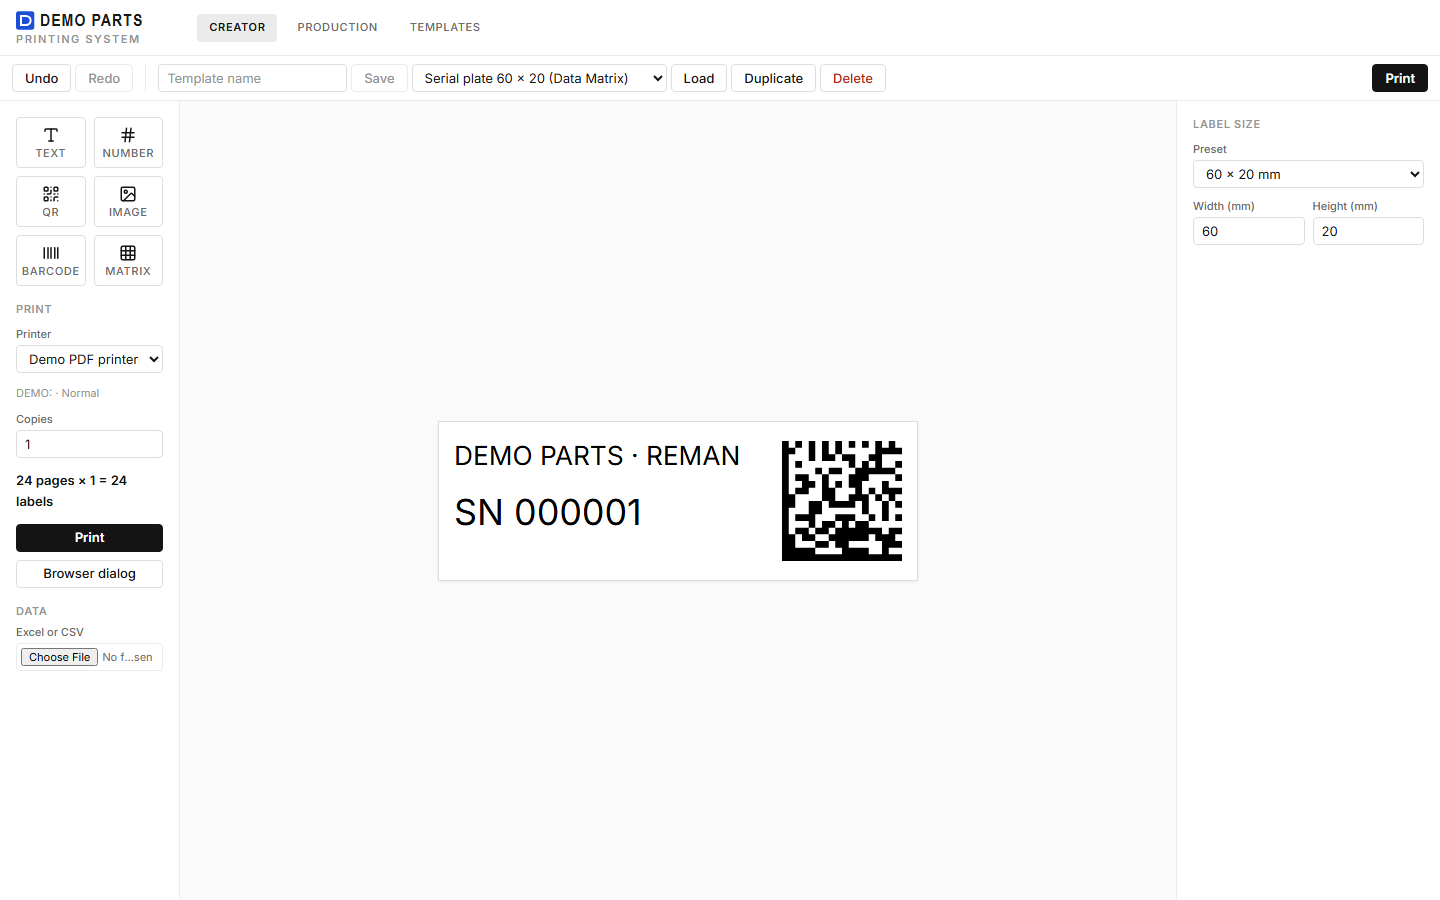 DEMO PARTS
PRINTING SYSTEM
CREATOR
PRODUCTION
TEMPLATES
Undo
Redo
Template name
Save
Serial plate 60 × 20 (Data Matrix)
Load
Duplicate
Delete
Print
TEXT
NUMBER
QR
IMAGE
BARCODE
MATRIX
PRINT
Printer
Demo PDF printer
DEMO: · Normal
Copies
1
24 pages × 1 = 24
labels
Print
Browser dialog
DATA
Excel or CSV
Choose File No f...sen
DEMO PARTS · REMAN
SN 000001
LABEL SIZE
Preset
60 × 20 mm
Width (mm)
Height (mm)
60
20